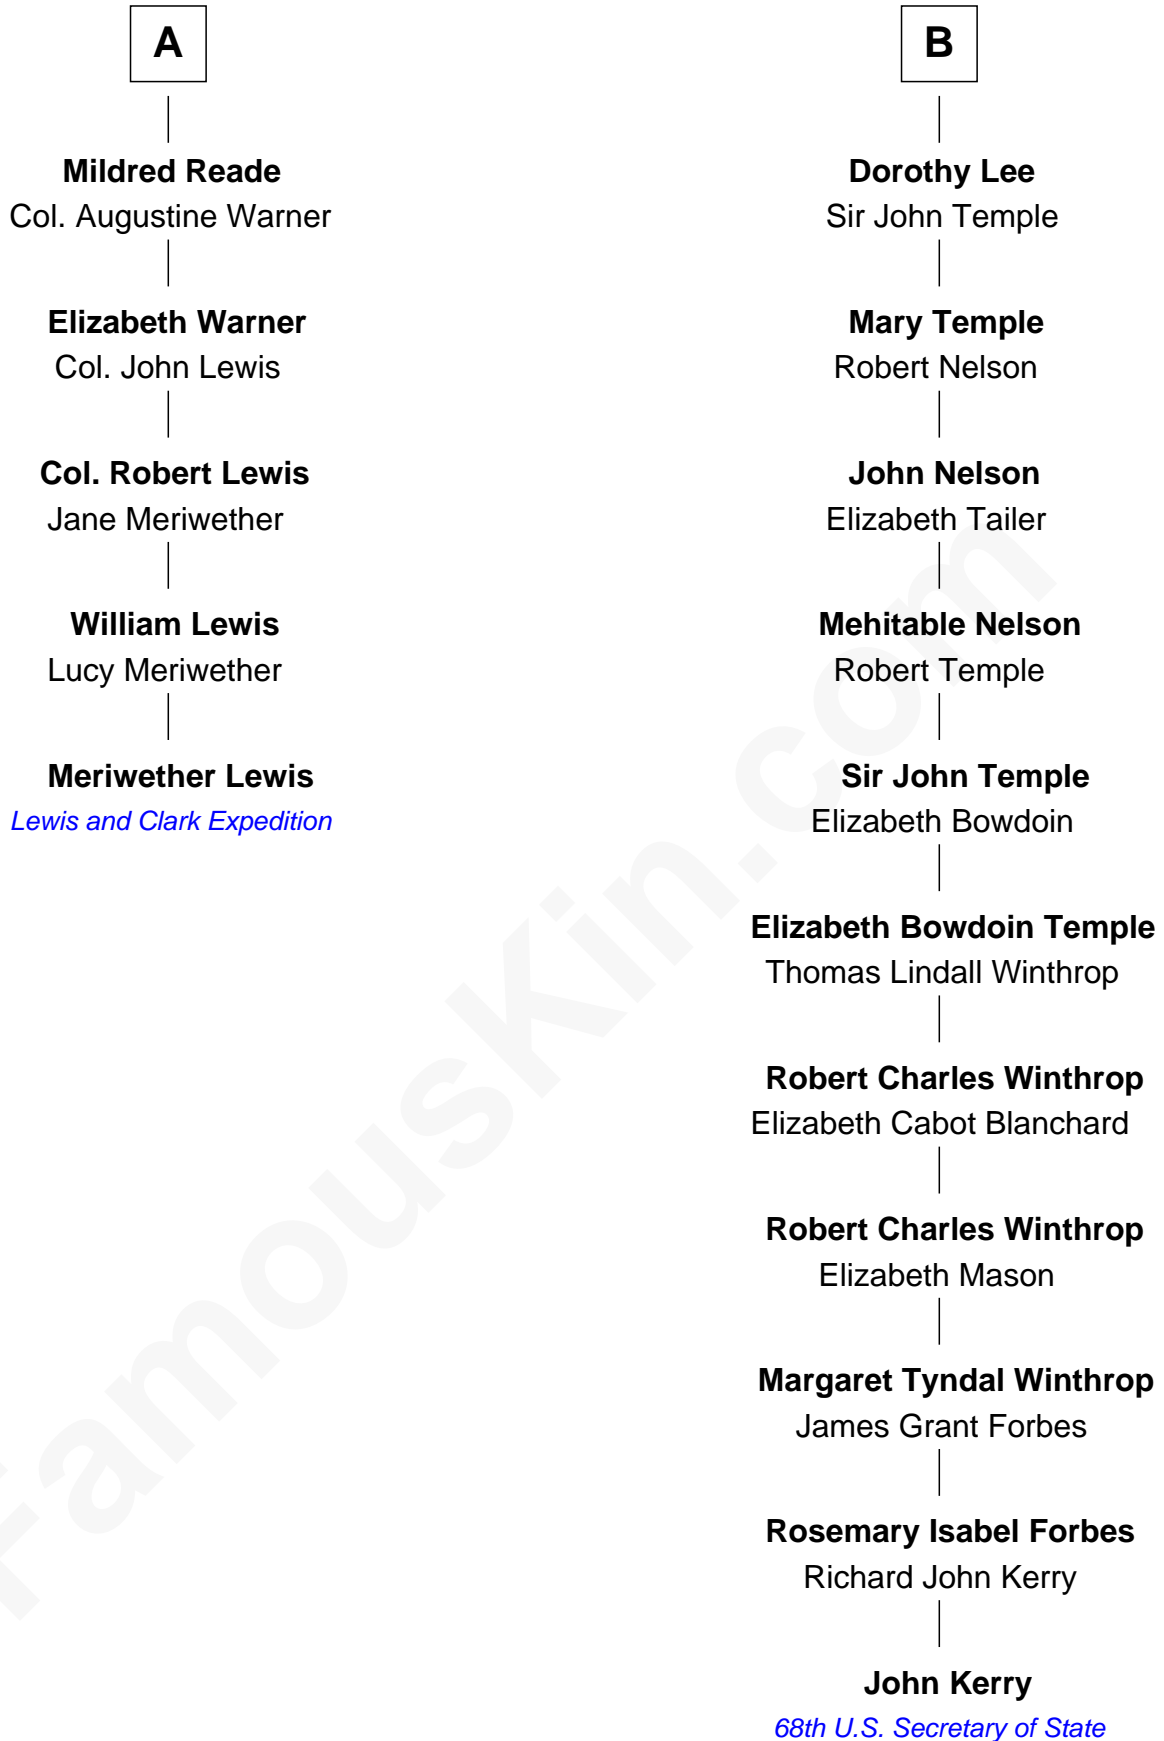 A
Mildred Reade
Col. Augustine Warner
Elizabeth Warner
Col. John Lewis
Col. Robert Lewis
Jane Meriwether
William Lewis
Lucy Meriwether
Meriwether Lewis
Lewis and Clark Expedition
B
Dorothy Lee
Sir John Temple
Mary Temple
Robert Nelson
John Nelson
Elizabeth Tailer
Mehitable Nelson
Robert Temple
Sir John Temple
Elizabeth Bowdoin
Elizabeth Bowdoin Temple
Thomas Lindall Winthrop
Robert Charles Winthrop
Elizabeth Cabot Blanchard
Robert Charles Winthrop
Elizabeth Mason
Margaret Tyndal Winthrop
James Grant Forbes
Rosemary Isabel Forbes
Richard John Kerry
John Kerry
68th U.S. Secretary of State
FamousKin.com